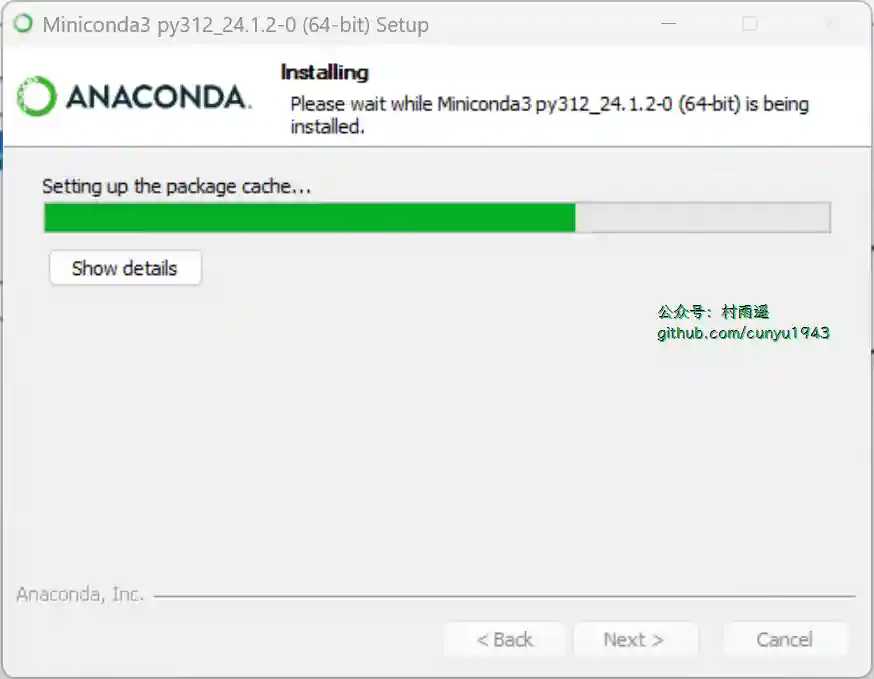 Miniconda3 py312_24.1.2-0 (64-bit) Setup
ANACONDA.
Installing
Please wait while Miniconda3 py312_24.1.2-0 (64-bit) is being
installed.
Setting up the package cache...
Show details
公众号：村雨遥
github.com/cunyu1943
Anaconda, Inc.
< Back
Next >
Cancel